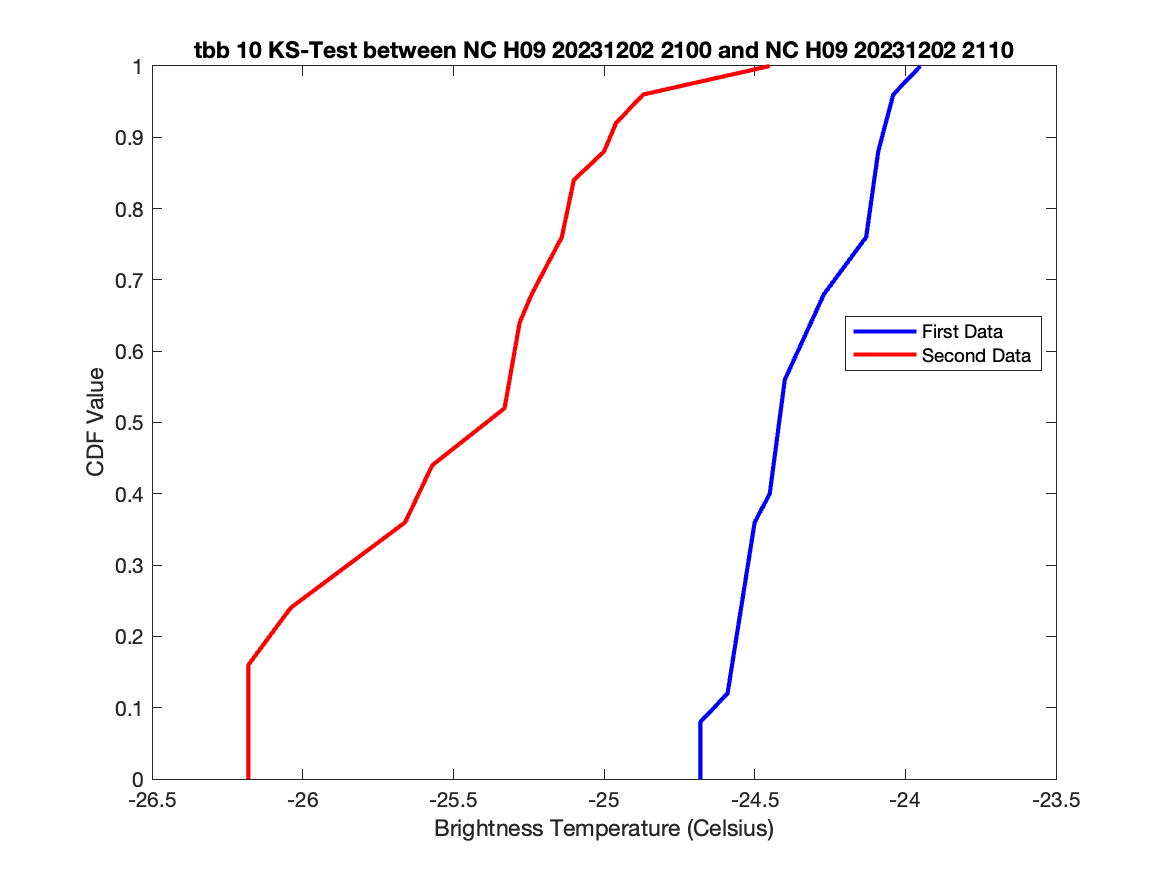 tbb 10 KS-Test between NC H09 20231202 2100 and NC H09 20231202 2110
1
0.9
0.8
0.7
0.6
0.5
0.4
0.3
0.2
0.1
0
CDF Value
First Data
Second Data
-26.5 -26 -25.5 -25 -24.5 -24 -23.5
Brightness Temperature (Celsius)